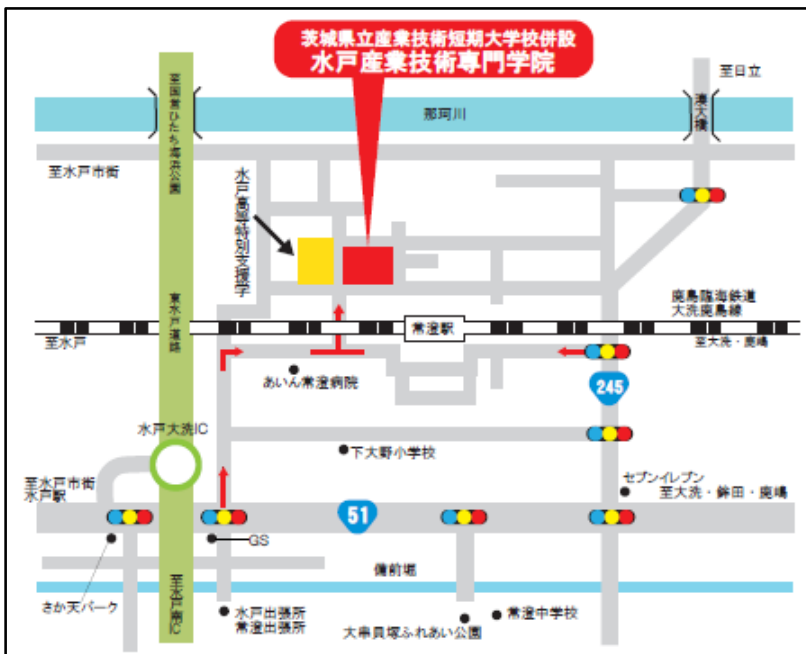 茨城県立産業技術短期大学校併設
水戸産業技術専門学院
至日立
至国営ひたち海浜公園
那珂川
湊大橋
至水戸市街
水戸高等特別支援学
鹿島臨海鉄道
大洗鹿島線
常澄駅
至水戸
至大洗・鹿嶋
東水戸道路
あいん常澄病院
245
水戸大洗IC
下大野小学校
セブンイレブン
至水戸市街
水戸駅
至大洗・鉾田・鹿嶋
51
GS
備前堀
さか天パーク
至水戸南IC
水戸出張所
常澄出張所
大串貝塚ふれあい公園
常澄中学校